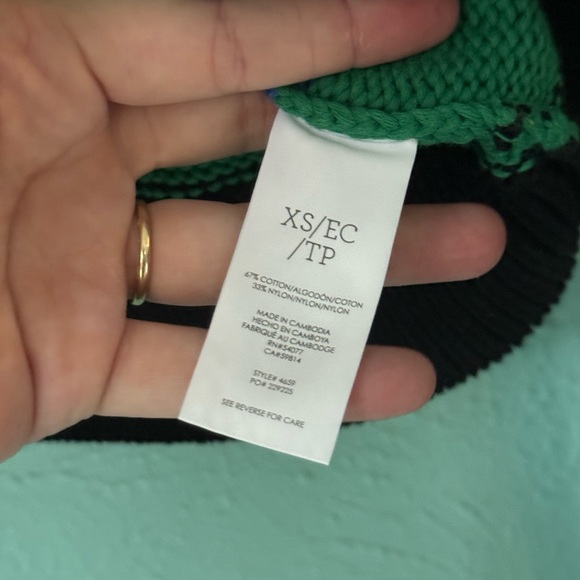 XS/EC
/TP
67% COTTON/ALGODÓN/COTON
33% NYLON/NYLON/NYLON
MADE IN CAMBODIA
HECHO EN CAMBOYA
FABRIQUÉ AU CAMBODGE
RN#54077
CA#59814
STYLE# 4659
PO# 229225
SEE REVERSE FOR CARE